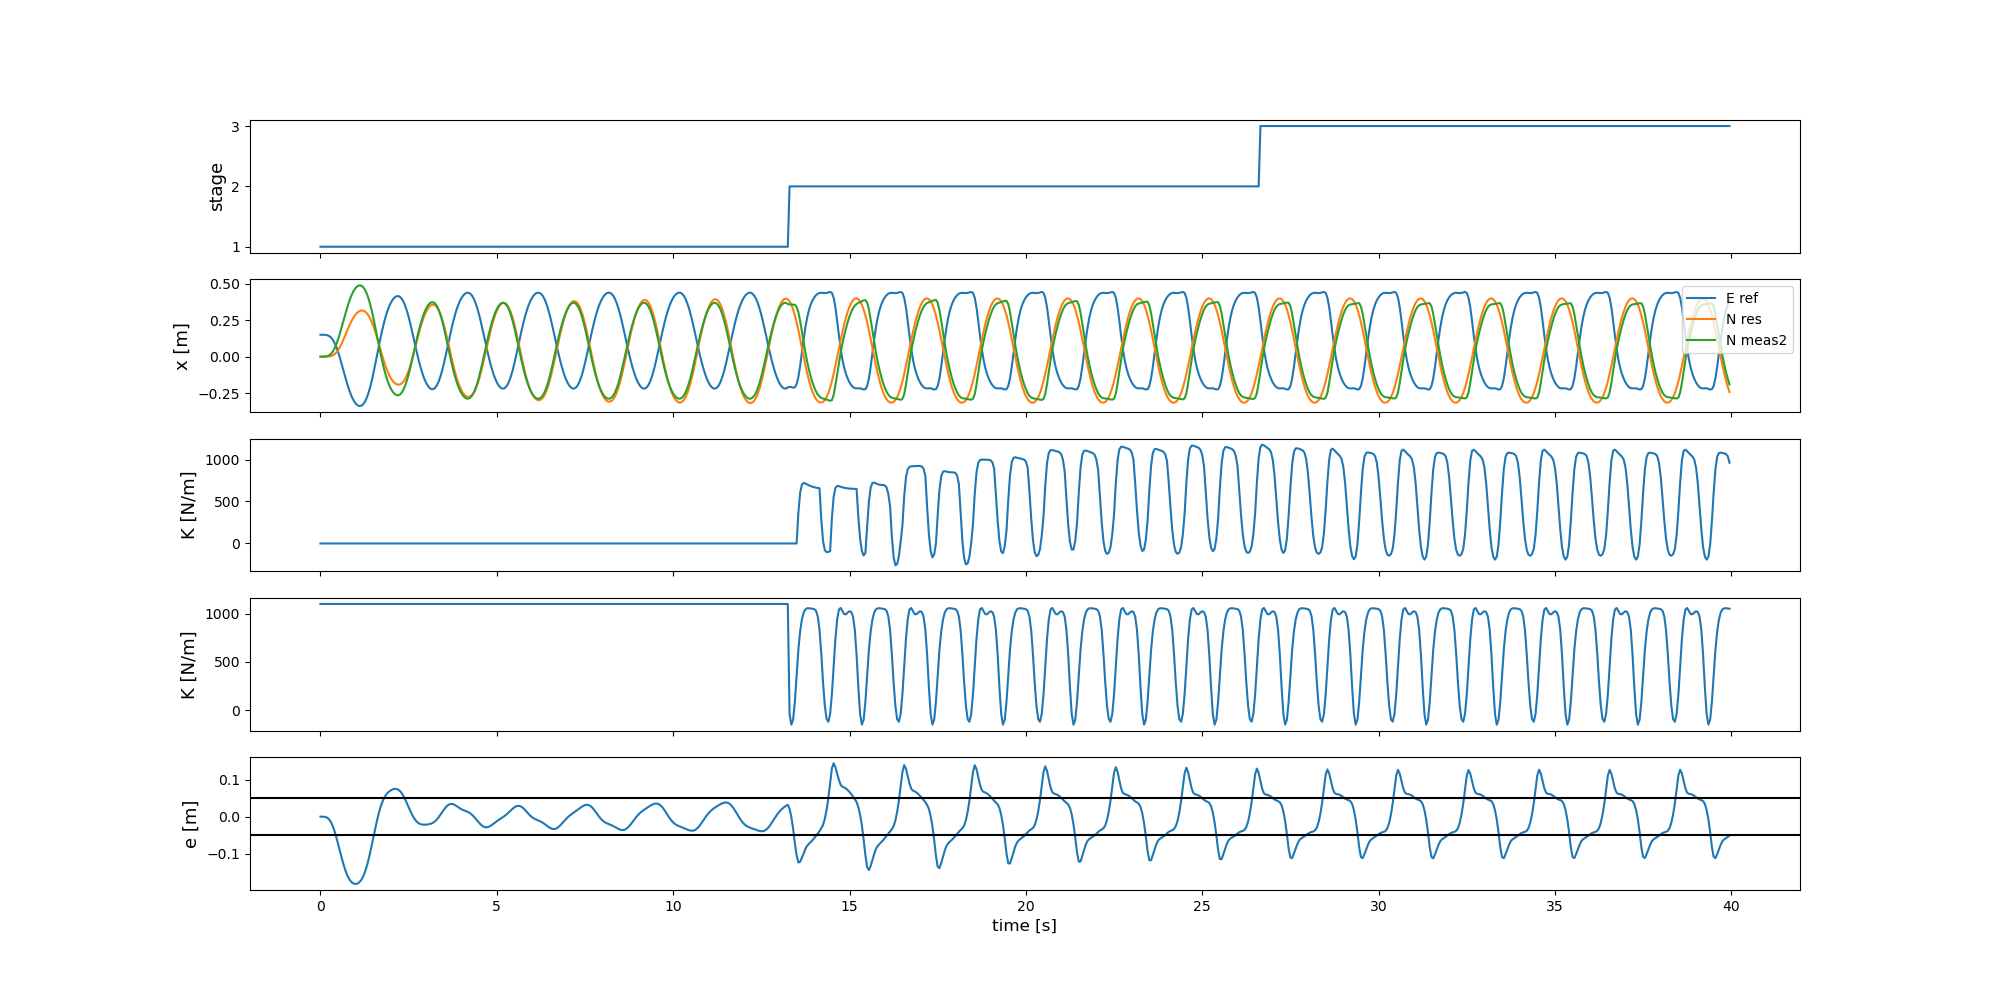 stage
3
2
1
x [m]
0.50
0.25
0.00
−0.25
E ref
N res
N meas2
K [N/m]
1000
500
0
K [N/m]
1000
500
0
e [m]
0.1
0.0
−0.1
0 5 10 15 20 25 30 35 40
time [s]